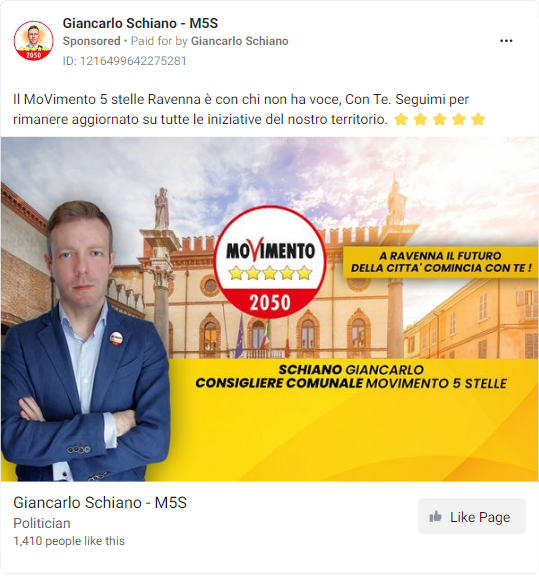 Giancarlo Schiano - M5S
Sponsored • Paid for by Giancarlo Schiano
ID: 1216499642275281
Il MoVimento 5 stelle Ravenna è con chi non ha voce, Con Te. Seguimi per
rimanere aggiornato su tutte le iniziative del nostro territorio.
2050
MOVIMENTO
2050
A RAVENNA IL FUTURO
DELLA CITTA' COMINCIA CON TE !
SCHIANO GIANCARLO
CONSIGLIERE COMUNALE MOVIMENTO 5 STELLE
Giancarlo Schiano - M5S
Politician
1,410 people like this
Like Page